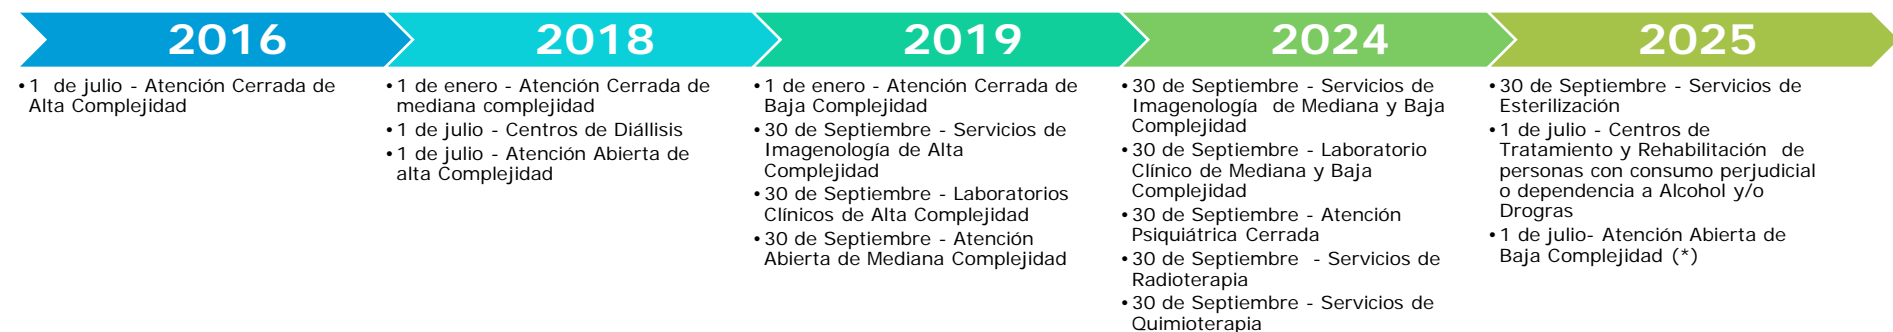 2016
• 1 de julio - Atención Cerrada de
Alta Complejidad
2018
• 1 de enero - Atención Cerrada de
mediana complejidad
• 1 de julio - Centros de Diállisis
• 1 de julio - Atención Abierta de
alta Complejidad
2019
• 1 de enero - Atención Cerrada de
Baja Complejidad
• 30 de Septiembre - Servicios de
Imagenología de Alta
Complejidad
• 30 de Septiembre - Laboratorios
Clínicos de Alta Complejidad
• 30 de Septiembre - Atención
Abierta de Mediana Complejidad
2024
• 30 de Septiembre - Servicios de
Imagenología de Mediana y Baja
Complejidad
• 30 de Septiembre - Laboratorio
Clínico de Mediana y Baja
Complejidad
• 30 de Septiembre - Atención
Psiquiátrica Cerrada
• 30 de Septiembre - Servicios de
Radioterapia
• 30 de Septiembre - Servicios de
Quimioterapia
2025
• 30 de Septiembre - Servicios de
Esterilización
• 1 de julio - Centros de
Tratamiento y Rehabilitación de
personas con consumo perjudicial
o dependencia a Alcohol y/o
Drogras
• 1 de julio- Atención Abierta de
Baja Complejidad (*)